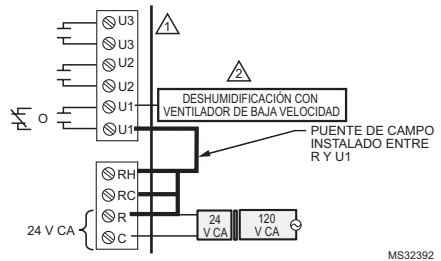 U3
U3
U2
U2
U1
U1
1
2
DESHUMIDIFICACIÓN CON
VENTILADOR DE BAJA VELOCIDAD
O
PUENTE DE CAMPO
INSTALADO ENTRE
R Y U1
RH
RC
R
C
24 V CA
24
V CA
120
V CA
MS32392